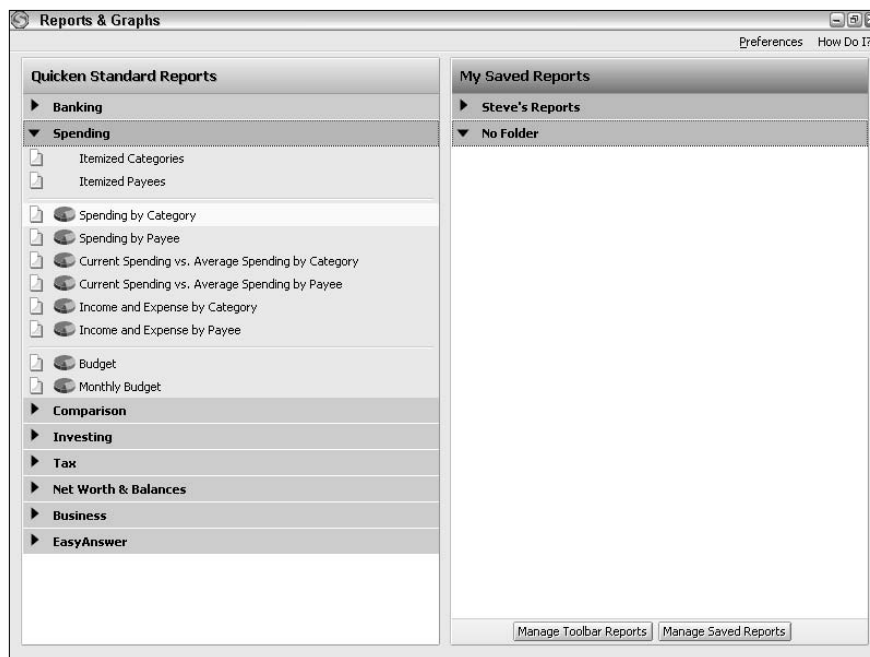 Reports & Graphs
Preferences How Do I?
Quicken Standard Reports
Banking
Spending
Itemized Categories
Itemized Payees
Spending by Category
Spending by Payee
Current Spending vs. Average Spending by Category
Current Spending vs. Average Spending by Payee
Income and Expense by Category
Income and Expense by Payee
Budget
Monthly Budget
Comparison
Investing
Tax
Net Worth & Balances
Business
EasyAnswer
My Saved Reports
Steve's Reports
No Folder
Manage Toolbar Reports Manage Saved Reports